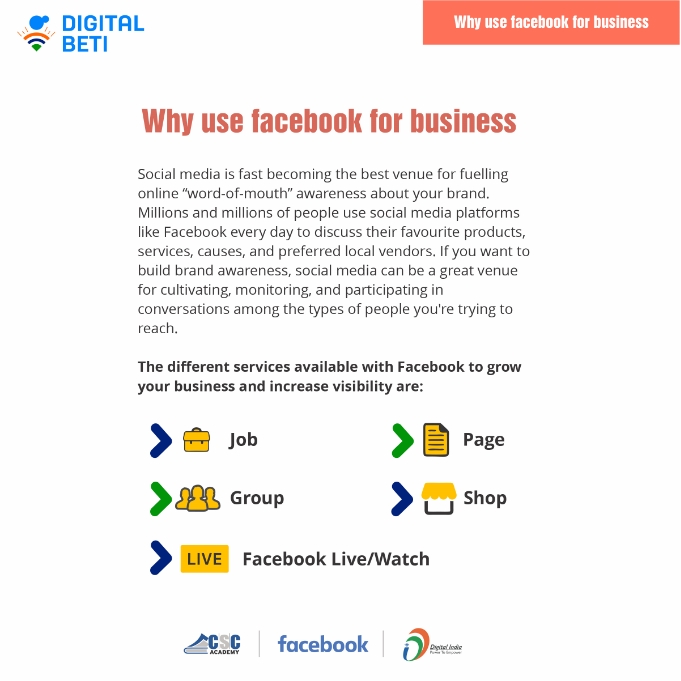 DIGITAL
BETI
Why use facebook for business
Why use facebook for business
Social media is fast becoming the best venue for fuelling
online “word-of-mouth” awareness about your brand.
Millions and millions of people use social media platforms
like Facebook every day to discuss their favourite products,
services, causes, and preferred local vendors. If you want to
build brand awareness, social media can be a great venue
for cultivating, monitoring, and participating in
conversations among the types of people you're trying to
reach.
The different services available with Facebook to grow
your business and increase visibility are:
Job
Page
Group
Shop
LIVE
Facebook Live/Watch
CSC
ACADEMY
facebook
Digital India
Power To Empower